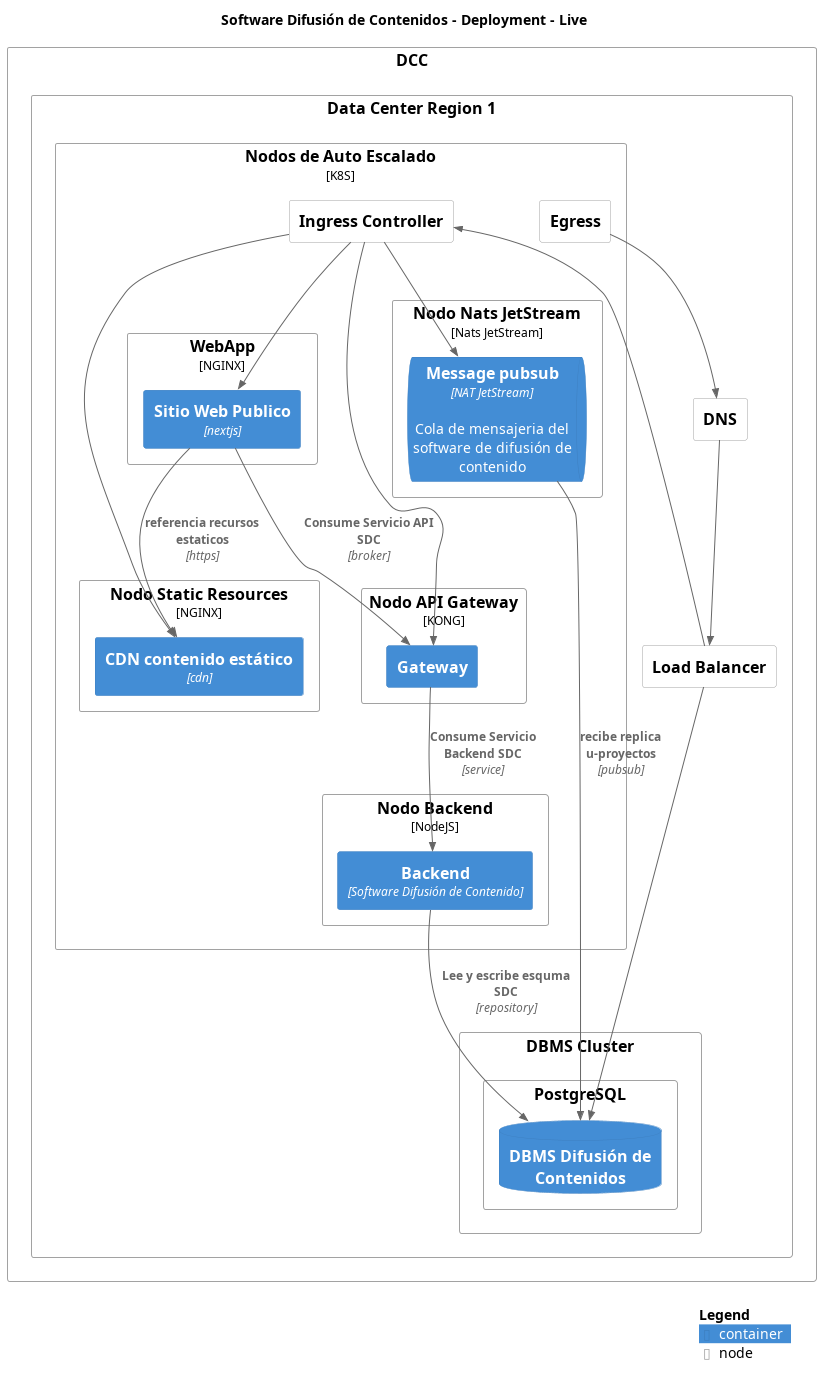 Software Difusión de Contenidos - Deployment - Live
DCC
Data Center Region 1
Nodos de Auto Escalado
[K8S]
Ingress Controller
Egress
Nodo Nats JetStream
[Nats JetStream]
WebApp
[NGINX]
Message pubsub
[NAT JetStream]
Cola de mensajeria del
software de difusión de
contenido
Sitio Web Publico
[nextjs]
DNS
referencia recursos
estaticos
[https]
Consume Servicio API
SDC
[broker]
Nodo Static Resources
[NGINX]
Nodo API Gateway
[KONG]
CDN contenido estático
[cdn]
Gateway
Load Balancer
Consume Servicio
Backend SDC
[service]
recibe replica
u-proyectos
[pubsub]
Nodo Backend
[NodeJS]
Backend
[Software Difusión de Contenido]
Lee y escribe esquma
SDC
[repository]
DBMS Cluster
PostgreSQL
DBMS Difusión de
Contenidos
Legend
container
node